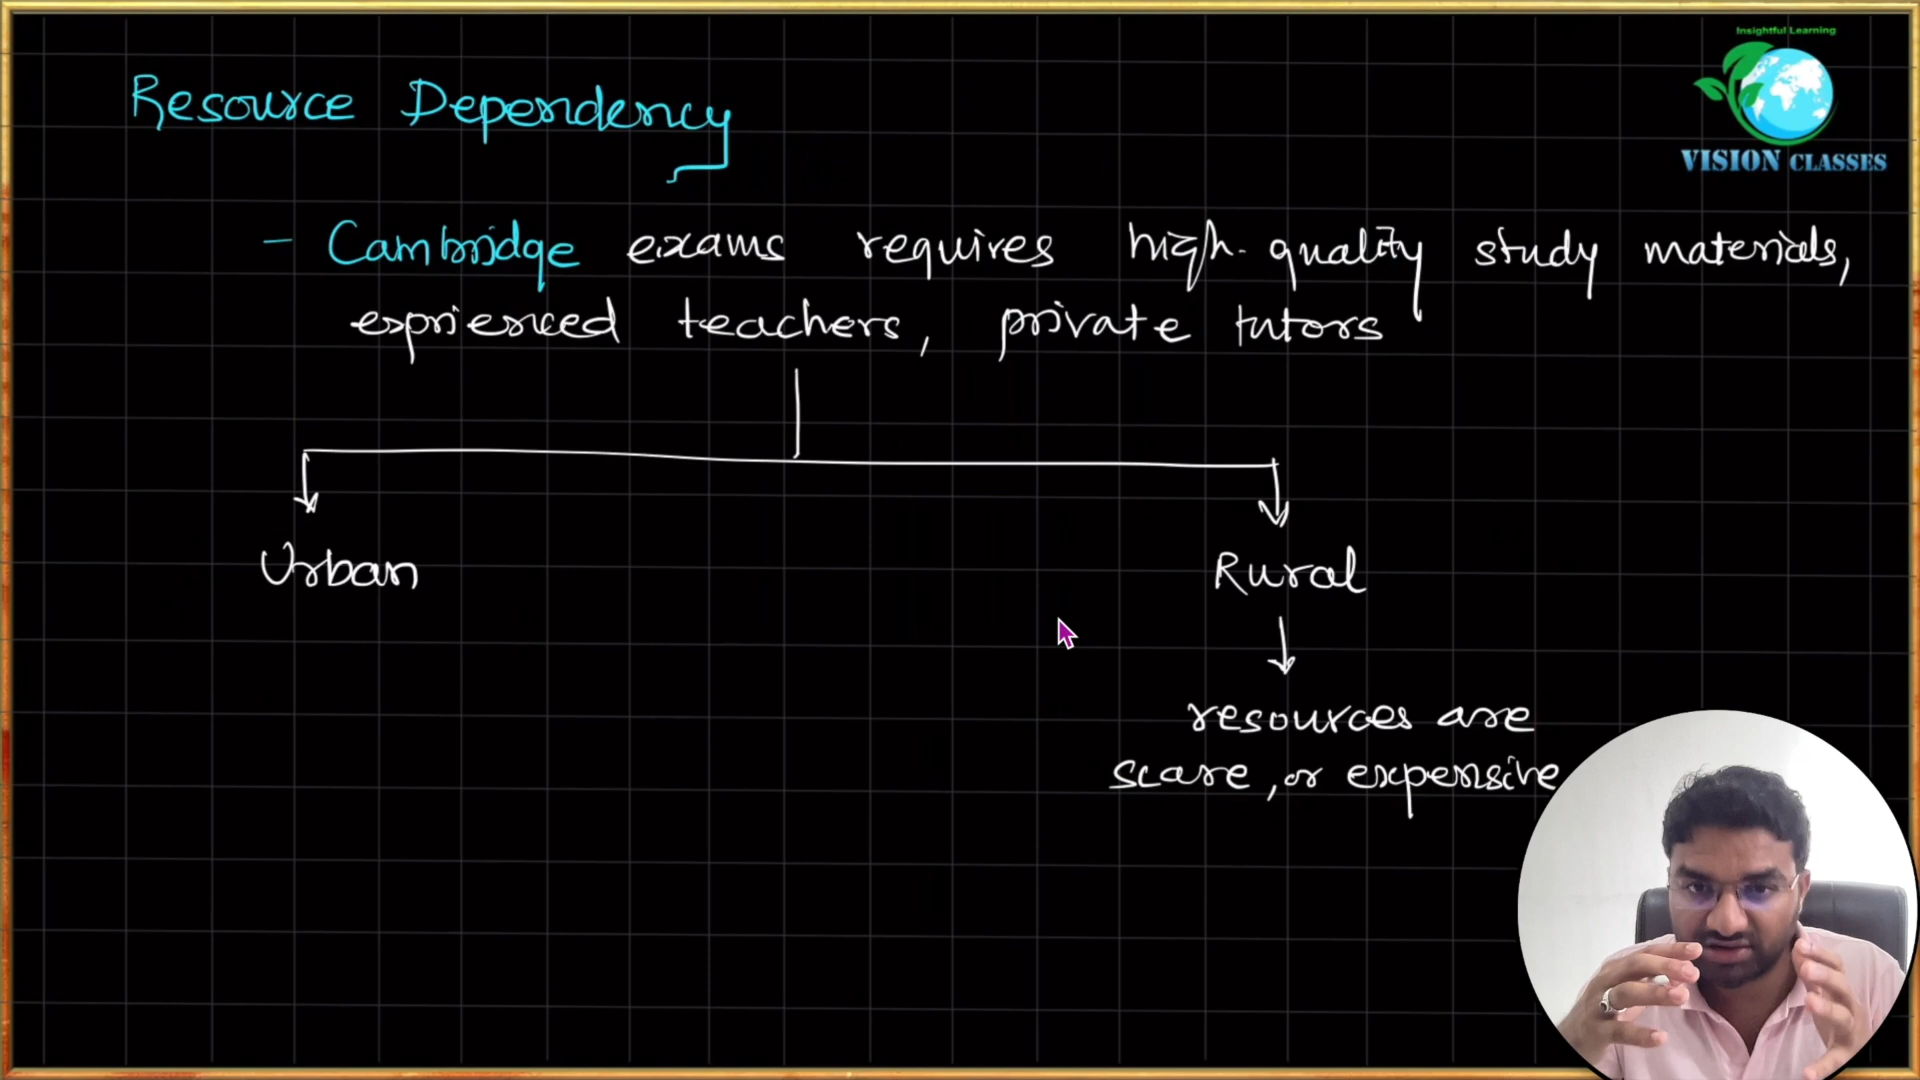 Insightful Learning
VISION CLASSES
Resource Dependency
- Cambridge exams requires high-quality study materials,
exprienced teachers, private tutors
Urban
Rural
resources are
scare, or expensive